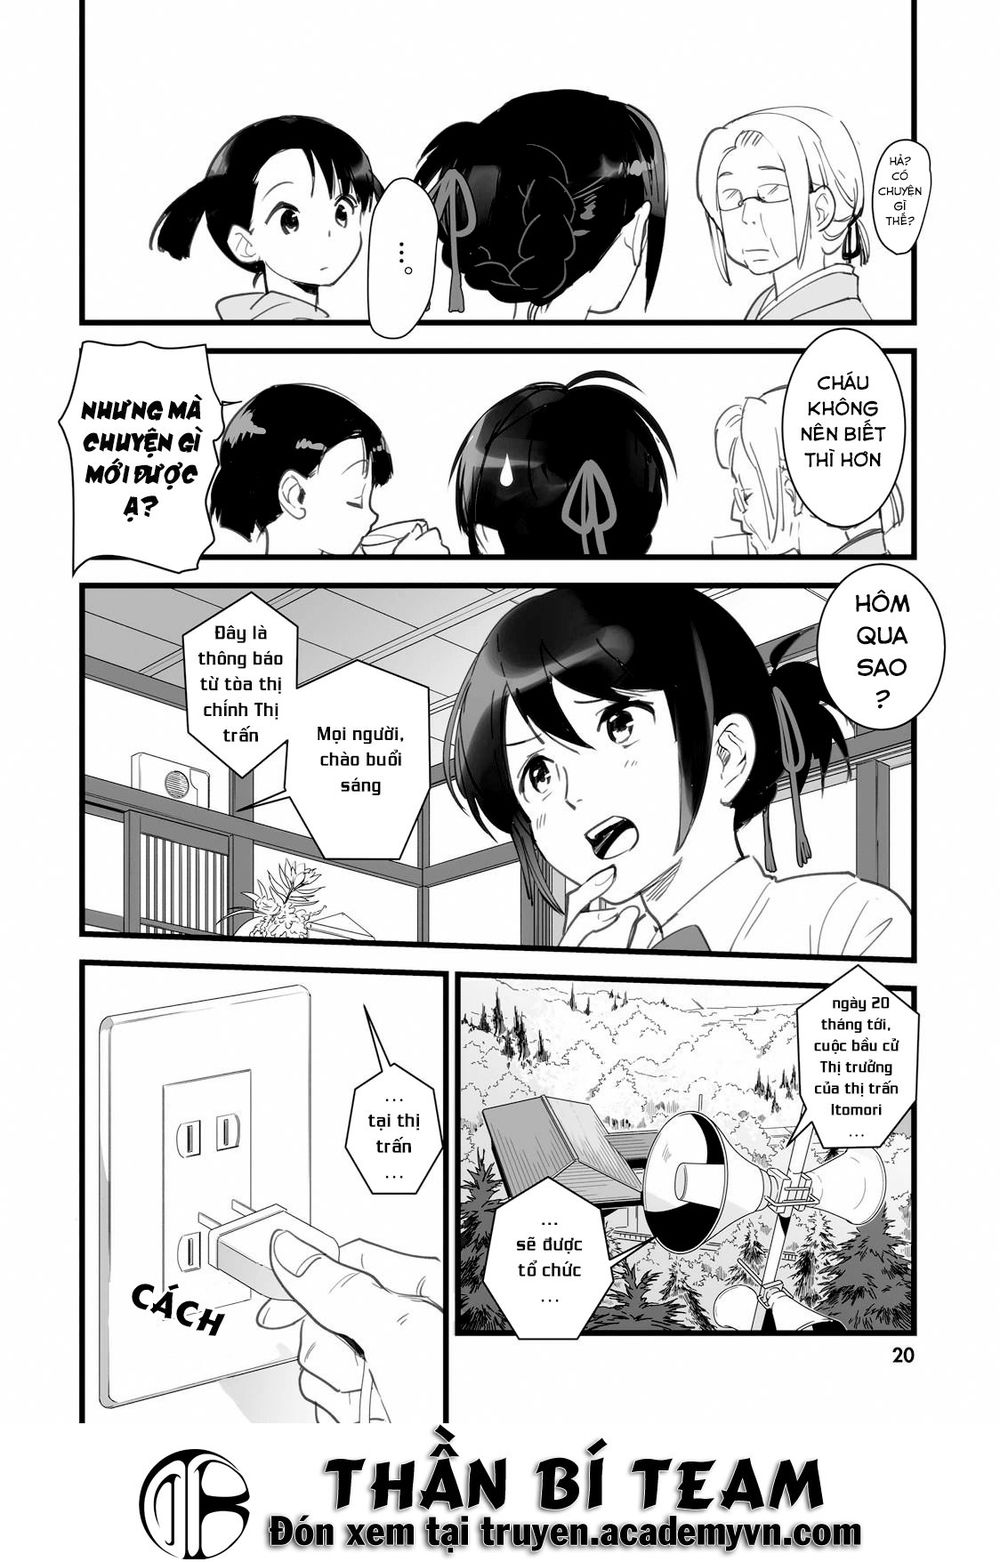 HẢ?
CÓ
CHUYỆN
GÌ
THẾ?
...。
CHÁU
KHÔNG
NÊN BIẾT
THÌ HƠN
NHƯNG MÀ
CHUYỆN GÌ
MỚI ĐƯỢC
Ạ?
HÔM
QUA
SAO
?
Đây là
thông báo
từ tòa thị
chính Thị
trấn
Mọi người,
chào buổi
sáng
ngày 20
tháng tới,
cuộc bầu cử
Thị trưởng
của thị trấn
Itomori
...
...
sẽ được
tổ chức
...
...
tại thị
trấn
...
CÁCH
20
THẦN BÍ TEAM
Đón xem tại truyen.academyvn.com